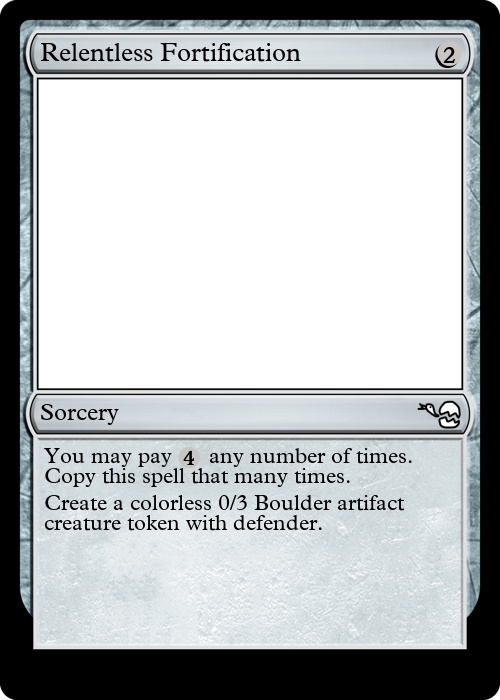 Relentless Fortification 2
Sorcery
You may pay 4 any number of times.
Copy this spell that many times.
Create a colorless 0/3 Boulder artifact
creature token with defender.